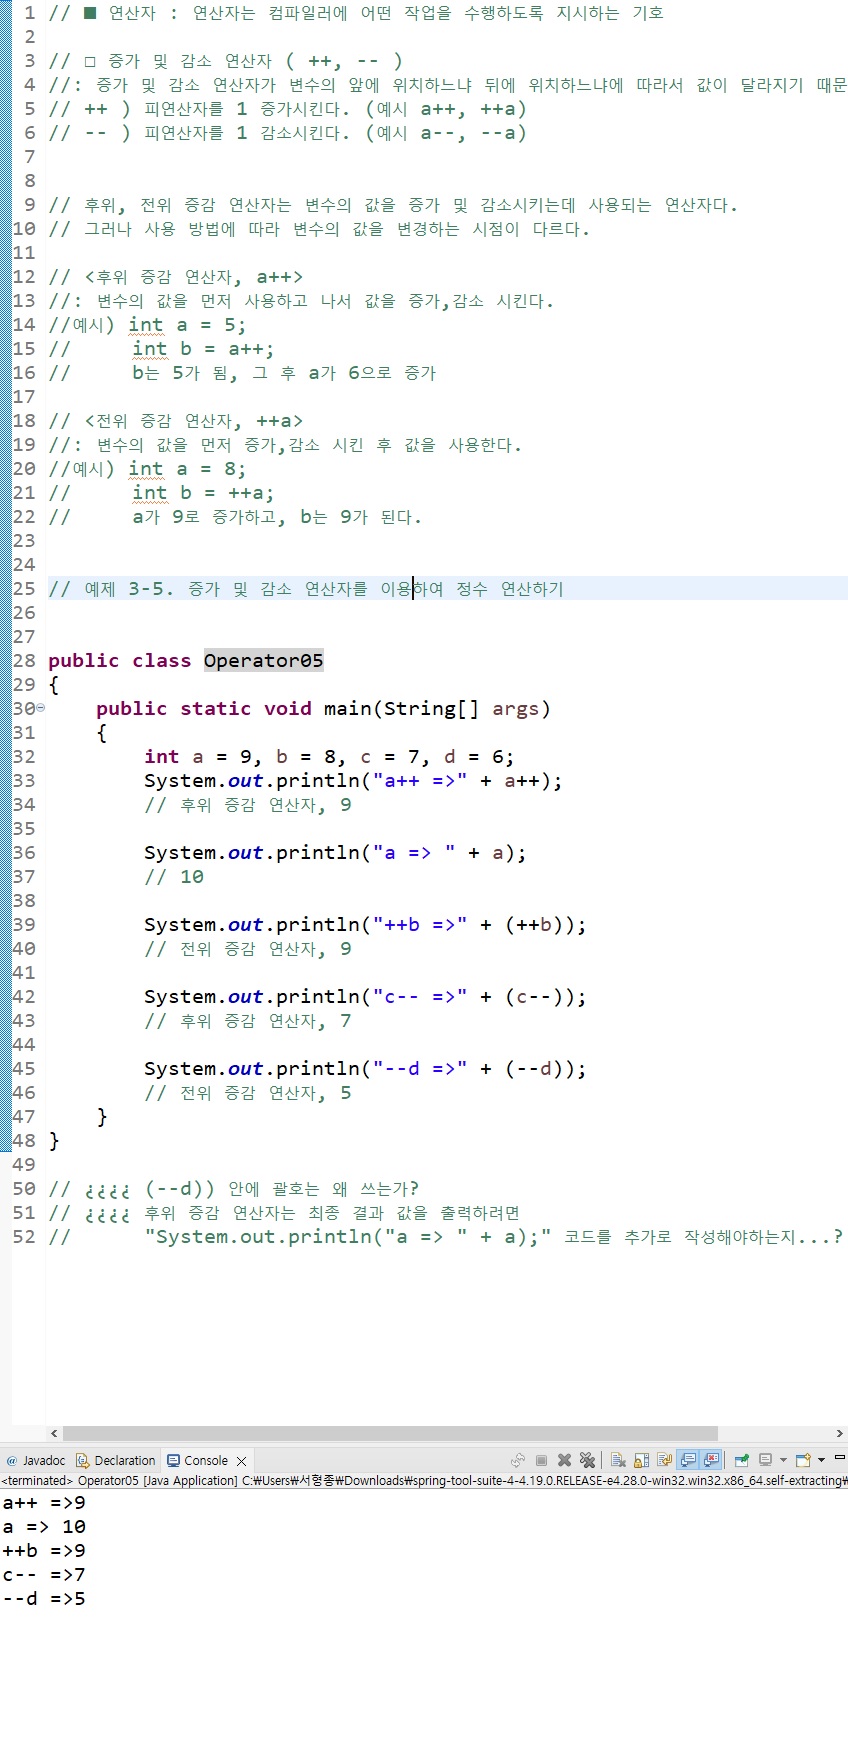 1 // ■ 연산자 : 연산자는 컴파일러에 어떤 작업을 수행하도록 지시하는 기호
2
3 // □ 증가 및 감소 연산자 ( ++, -- )
4 //: 증가 및 감소 연산자가 변수의 앞에 위치하느냐 뒤에 위치하느냐에 따라서 값이 달라지기 때문
5 // ++ ) 피연산자를 1 증가시킨다. (예시 a++, ++a)
6 // -- ) 피연산자를 1 감소시킨다. (예시 a--, --a)
7
8
9 // 후위, 전위 증감 연산자는 변수의 값을 증가 및 감소시키는데 사용되는 연산자다.
10 // 그러나 사용 방법에 따라 변수의 값을 변경하는 시점이 다르다.
11
12 // <후위 증감 연산자, a++>
13 //: 변수의 값을 먼저 사용하고 나서 값을 증가,감소 시킨다.
14 //예시) int a = 5;
15 //     int b = a++;
16 //     b는 5가 됨, 그 후 a가 6으로 증가
17
18 // <전위 증감 연산자, ++a>
19 //: 변수의 값을 먼저 증가,감소 시킨 후 값을 사용한다.
20 //예시) int a = 8;
21 //     int b = ++a;
22 //     a가 9로 증가하고, b는 9가 된다.
23
24
25 // 예제 3-5. 증가 및 감소 연산자를 이용하여 정수 연산하기
26
27
28 public class Operator05
29 {
30     public static void main(String[] args)
31     {
32         int a = 9, b = 8, c = 7, d = 6;
33         System.out.println("a++ =>" + a++);
34         // 후위 증감 연산자, 9
35
36         System.out.println("a => " + a);
37         // 10
38
39         System.out.println("++b =>" + (++b));
40         // 전위 증감 연산자, 9
41
42         System.out.println("c-- =>" + (c--));
43         // 후위 증감 연산자, 7
44
45         System.out.println("--d =>" + (--d));
46         // 전위 증감 연산자, 5
47     }
48 }
49
50 // ¿¿¿¿ (--d)) 안에 괄호는 왜 쓰는가?
51 // ¿¿¿¿ 후위 증감 연산자는 최종 결과 값을 출력하려면
52 //      "System.out.println("a => " + a);" 코드를 추가로 작성해야하는지...?
@ Javadoc Declaration Console
<terminated> Operator05 [Java Application] C:₩Users₩서형종₩Downloads₩spring-tool-suite-4-4.19.0.RELEASE-e4.28.0-win32.win32.x86_64.self-extracting₩
a++ =>9
a => 10
++b =>9
c-- =>7
--d =>5